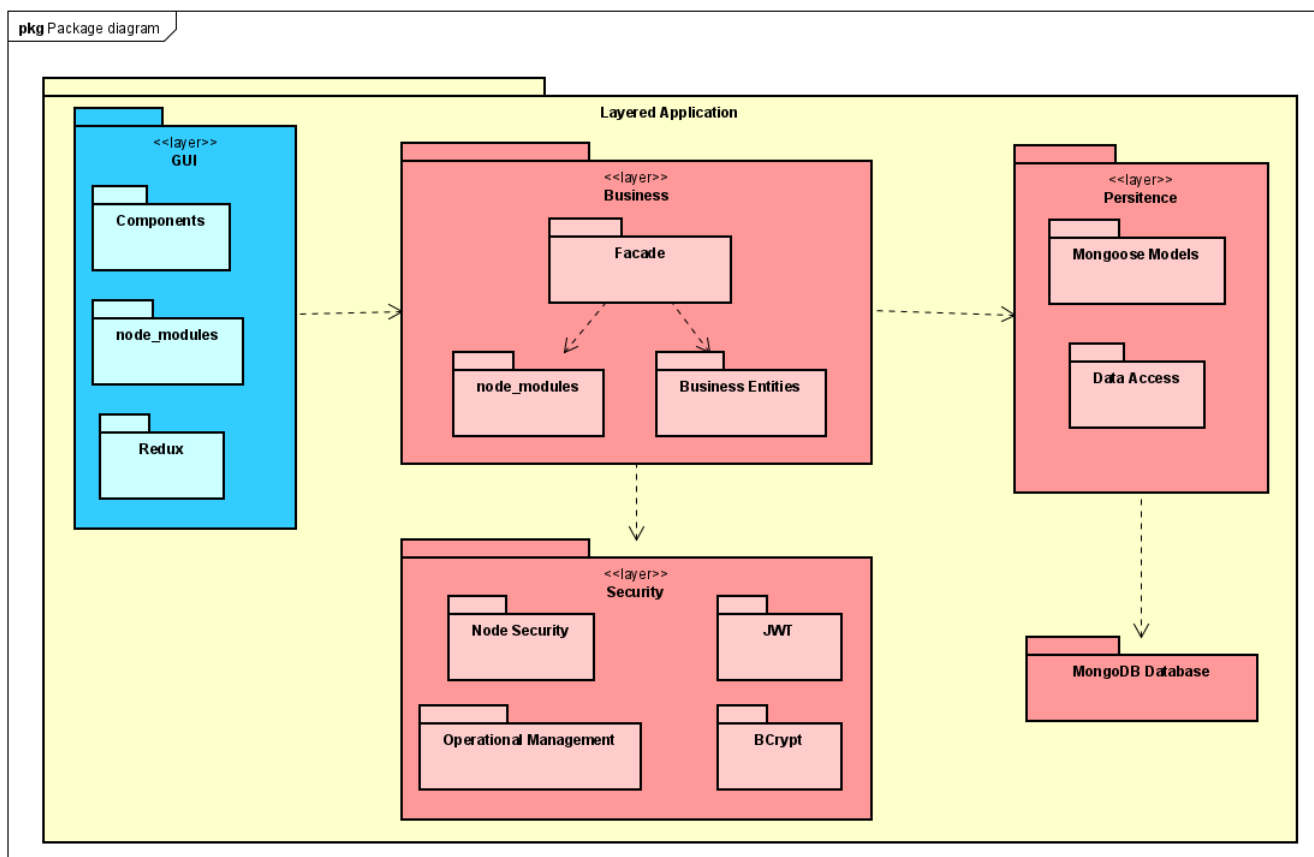 pkg Package diagram
Layered Application
<<layer>>
GUI
Components
node_modules
Redux
<<layer>>
Business
Facade
node_modules
Business Entities
<<layer>>
Persitence
Mongoose Models
Data Access
<<layer>>
Security
Node Security
JWT
Operational Management
BCrypt
MongoDB Database